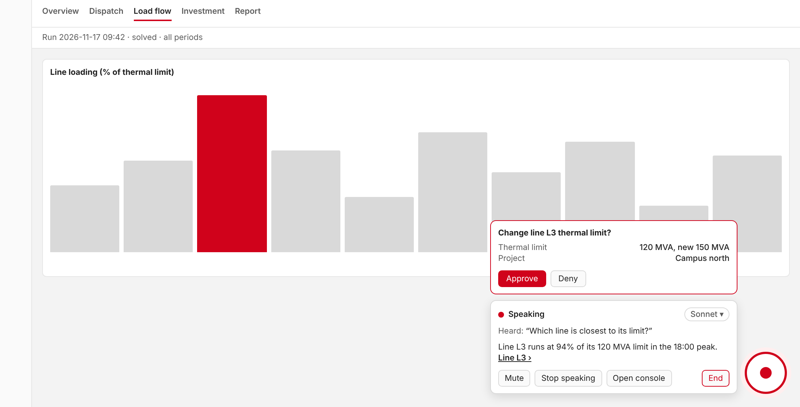 Overview Dispatch Load flow Investment Report
Run 2026-11-17 09:42 · solved · all periods
Line loading (% of thermal limit)
Change line L3 thermal limit?
Thermal limit 120 MVA, new 150 MVA
Project Campus north
Approve Deny
Speaking Sonnet ▾
Heard: “Which line is closest to its limit?”
Line L3 runs at 94% of its 120 MVA limit in the 18:00 peak.
Line L3 ›
Mute Stop speaking Open console End